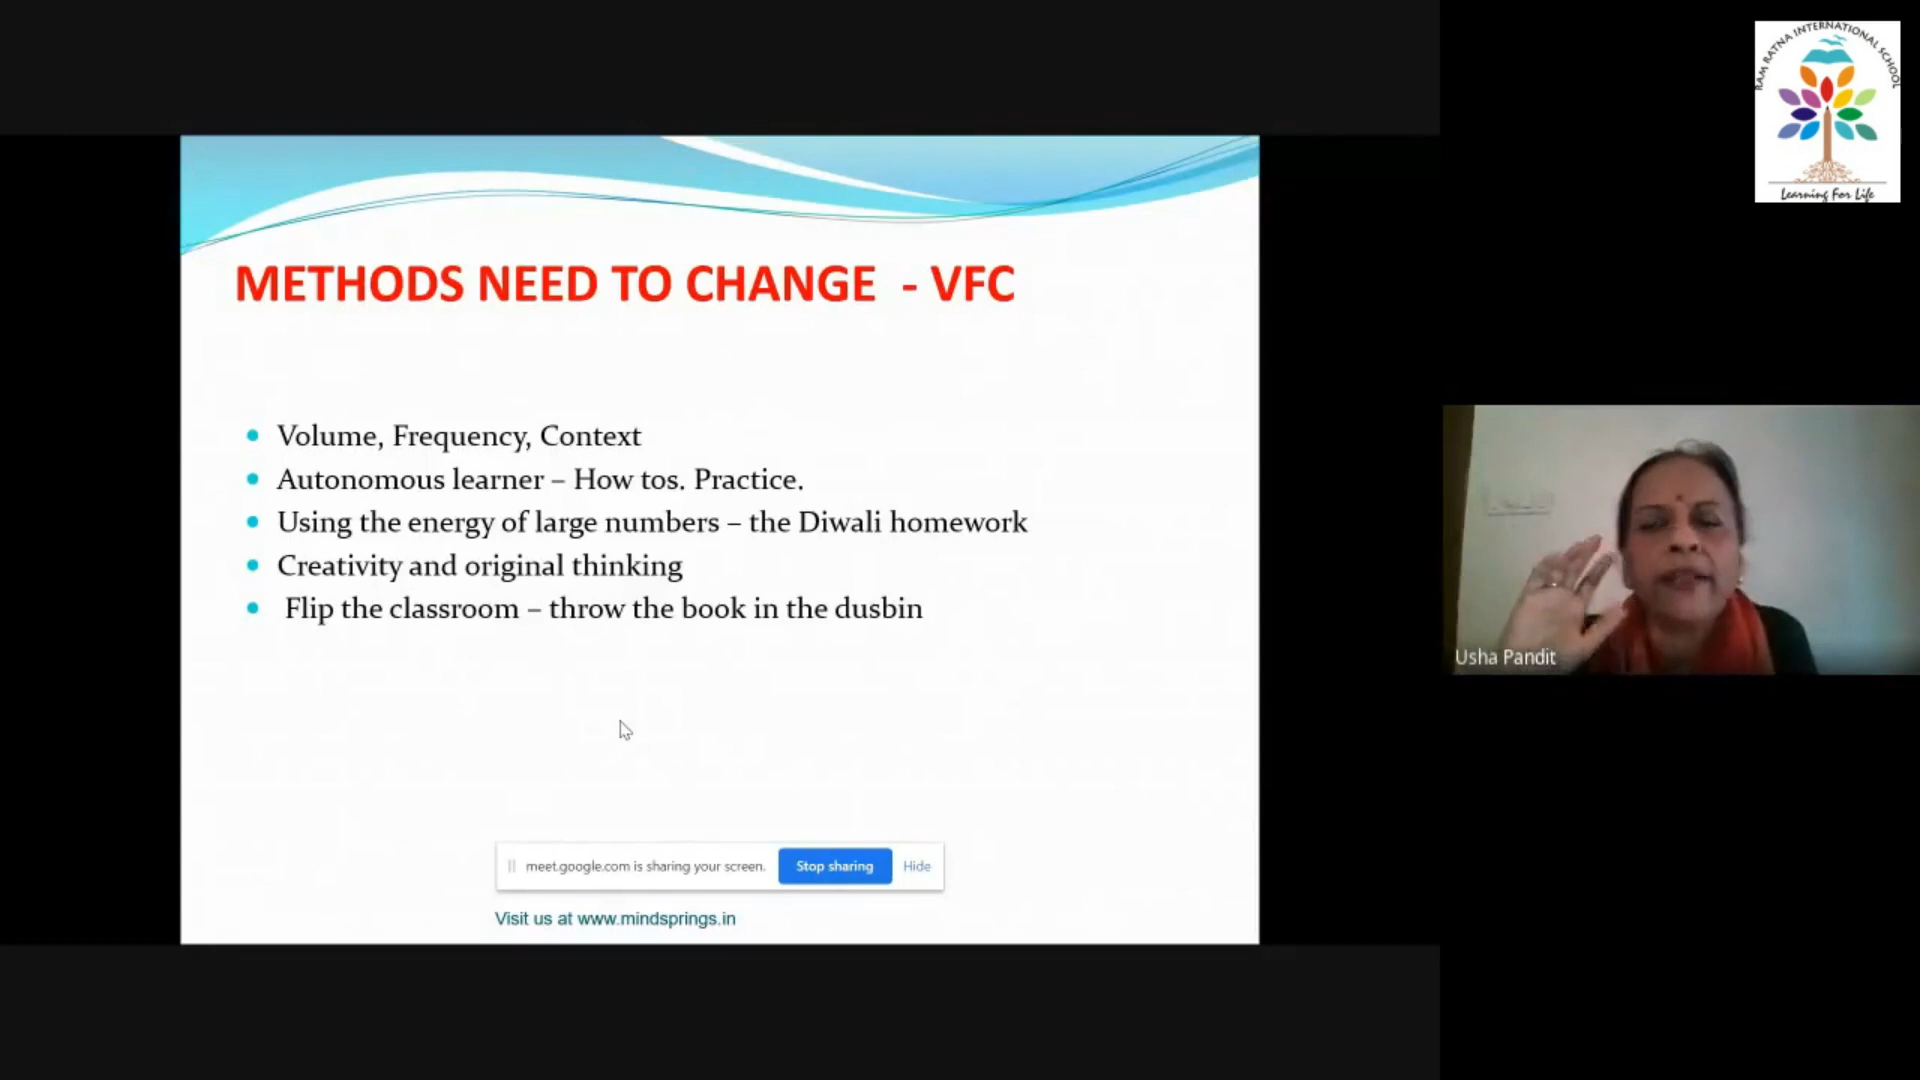 RAM RATNA INTERNATIONAL SCHOOL
Learning For Life
METHODS NEED TO CHANGE - VFC
Volume, Frequency, Context
Autonomous learner – How tos. Practice.
Using the energy of large numbers – the Diwali homework
Creativity and original thinking
Flip the classroom – throw the book in the dusbin
Usha Pandit
meet.google.com is sharing your screen. Stop sharing Hide
Visit us at www.mindsprings.in